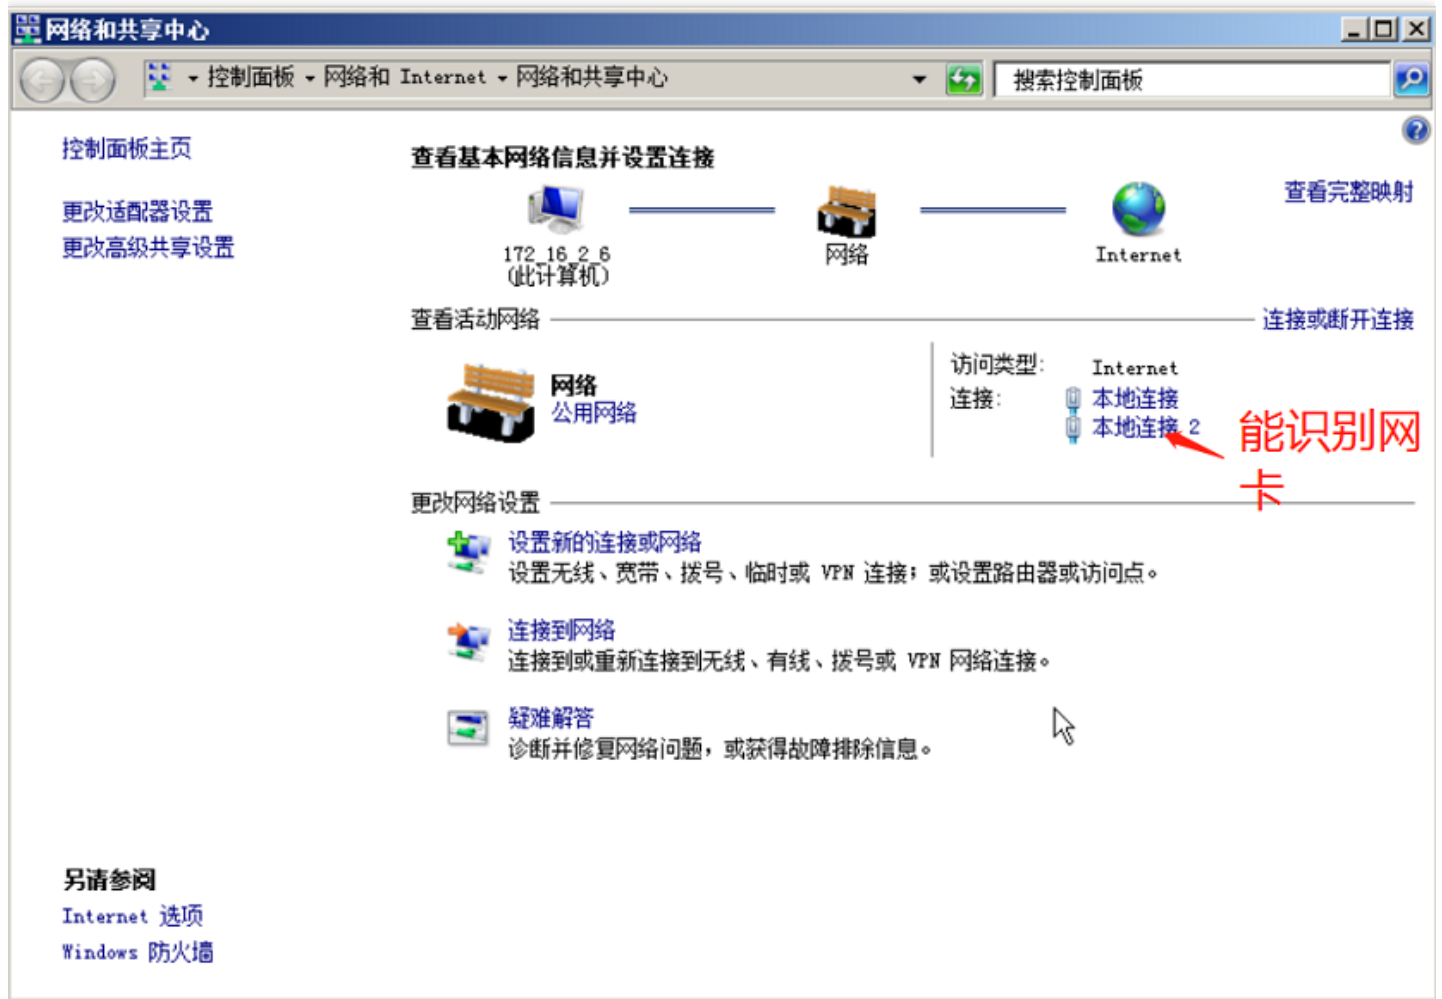 网络和共享中心
控制面板 网络和 Internet 网络和共享中心
搜索控制面板
控制面板主页
更改适配器设置
更改高级共享设置
查看基本网络信息并设置连接
查看完整映射
172_16_2_6
(此计算机)
网络
Internet
查看活动网络
连接或断开连接
网络
公用网络
访问类型:
Internet
连接:
本地连接
本地连接 2
能识别网
卡
更改网络设置
设置新的连接或网络
设置无线、宽带、拨号、临时或 VPN 连接；或设置路由器或访问点。
连接到网络
连接到或重新连接到无线、有线、拨号或 VPN 网络连接。
疑难解答
诊断并修复网络问题，或获得故障排除信息。
另请参阅
Internet 选项
Windows 防火墙